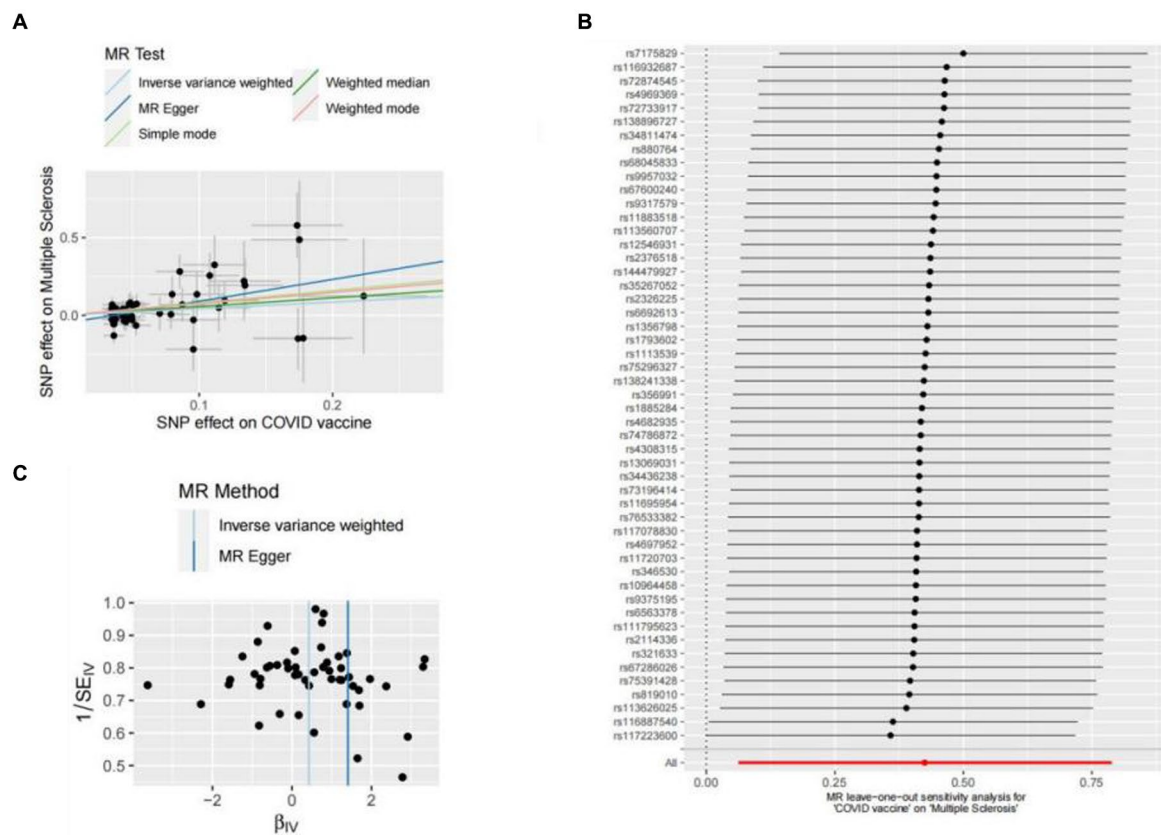 A
MR Test
Inverse variance weighted
Weighted median
MR Egger
Weighted mode
Simple mode
SNP effect on Multiple Sclerosis
0.5
0.0
0.1
0.2
SNP effect on COVID vaccine
B
rs7175829
rs116932687
rs72874545
rs4969369
rs72733917
rs138896727
rs34811474
rs880764
rs68045833
rs9957032
rs67600240
rs9317579
rs11883518
rs113560707
rs12546931
rs2376518
rs144479927
rs35267052
rs2326225
rs6692613
rs1356798
rs1793602
rs1113539
rs75296327
rs138241338
rs356991
rs1885284
rs4682935
rs74786872
rs4308315
rs13069031
rs34436238
rs73196414
rs11695954
rs76533382
rs117078830
rs4697952
rs11720703
rs346530
rs10964458
rs9375195
rs6563378
rs111795623
rs2114336
rs321633
rs67286026
rs75391428
rs819010
rs113626025
rs116887540
rs117223600
All
0.00
0.25
0.50
0.75
MR leave-one-out sensitivity analysis for
'COVID vaccine' on 'Multiple Sclerosis'
C
MR Method
Inverse variance weighted
MR Egger
1/SE_IV
1.0
0.9
0.8
0.7
0.6
0.5
−2
0
2
β_IV